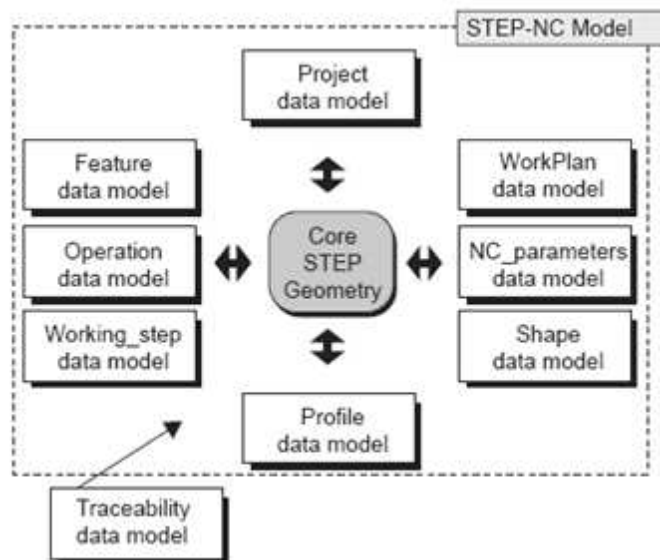 STEP-NC Model
Project
data model
Feature
data model
WorkPlan
data model
Operation
data model
Core
STEP
Geometry
NC_parameters
data model
Working_step
data model
Shape
data model
Profile
data model
Traceability
data model